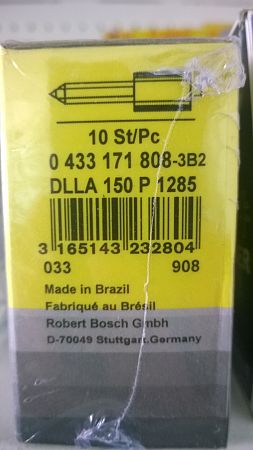 10 St/Pc
0 433 171 808-3B2
DLLA 150 P 1285
3 165143 232804
033 908
Made in Brazil
Fabriqué au Brésil
Robert Bosch Gmbh
D-70049 Stuttgart.Germany